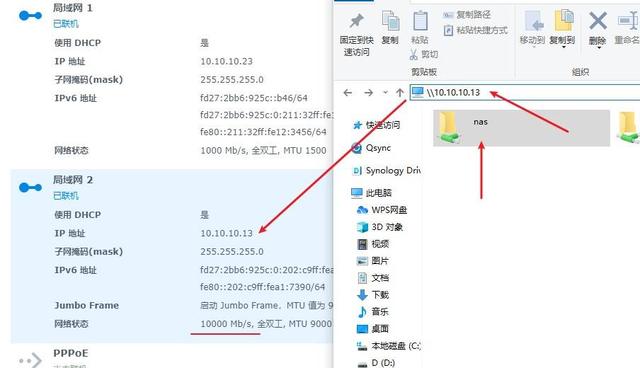 局域网 1
已联机
使用 DHCP 是
IP 地址 10.10.10.23
子网掩码(mask) 255.255.255.0
IPv6 地址 fd27:2bb6:925c::b46/64
fd27:2bb6:925c:0:211:32ff:fe
fe80::211:32ff:fe12:3456/64
网络状态 1000 Mb/s, 全双工, MTU 1500
局域网 2
已联机
使用 DHCP 是
IP 地址 10.10.10.13
子网掩码(mask) 255.255.255.0
IPv6 地址 fd27:2bb6:925c:0:202:c9ff:fea
fe80::202:c9ff:fea1:7390/64
Jumbo Frame 启动 Jumbo Frame，MTU 值为 9
网络状态 10000 Mb/s, 全双工, MTU 9000
PPPoE
固定到快速访问
复制
粘贴
复制路径
粘贴快捷方式
剪切
移动到
复制到
删除
重命名
剪贴板
组织
\\10.10.10.13
快速访问
Qsync
Synology Driv
此电脑
WPS网盘
3D 对象
视频
图片
文档
下载
音乐
桌面
本地磁盘 (C:)
D (D:)
nas